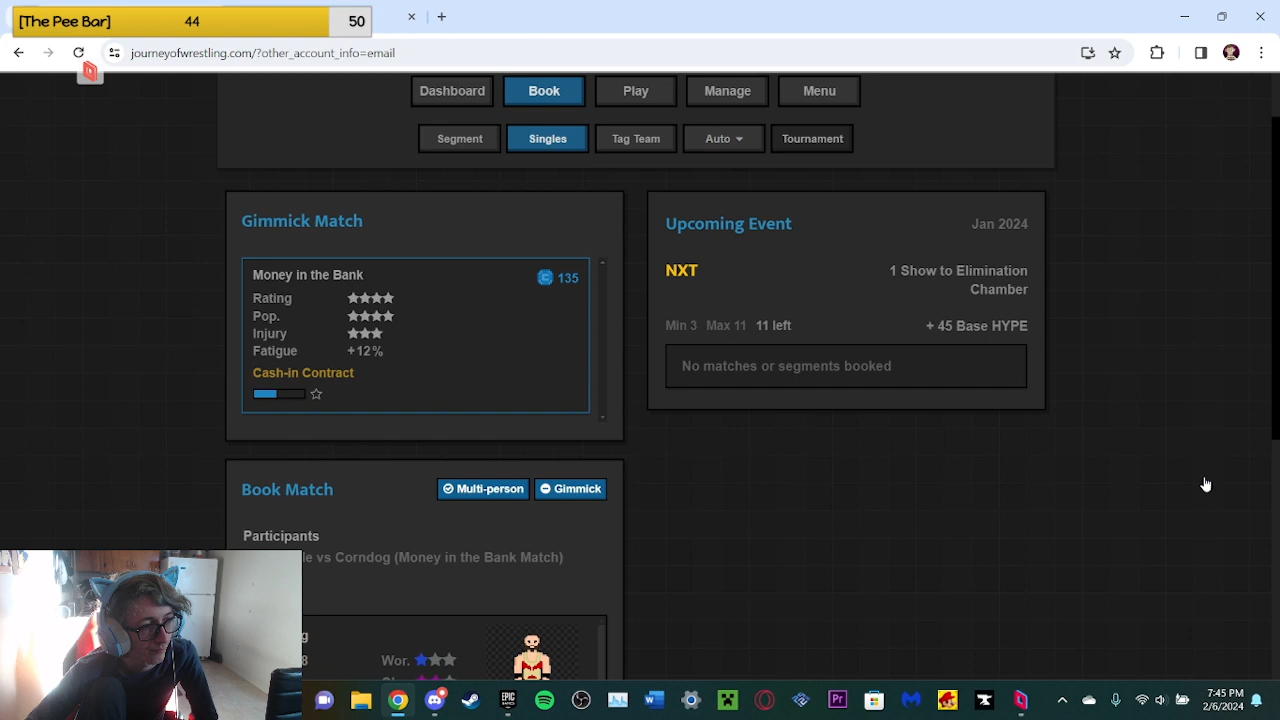 [The Pee Bar] 44 50
journeyofwrestling.com/?other_account_info=email
Dashboard Book Play Manage Menu
Segment Singles Tag Team Auto Tournament
Gimmick Match
Money in the Bank 135
Rating
Pop.
Injury
Fatigue +12%
Cash-in Contract
Upcoming Event Jan 2024
NXT 1 Show to Elimination
Chamber
Min 3 Max 11 11 left + 45 Base HYPE
No matches or segments booked
Book Match Multi-person Gimmick
Participants
le vs Corndog (Money in the Bank Match)
g
8 Wor.
EPIC
W Pr
7:45 PM
2/6/2024